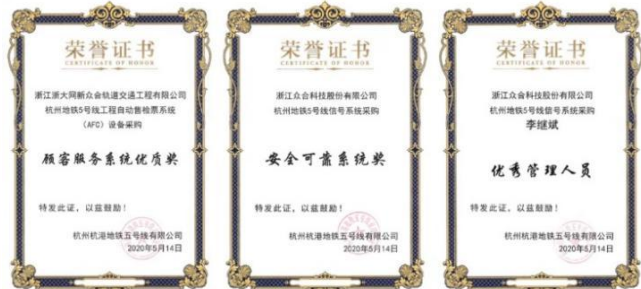 荣誉证书
CERTIFICATE OF HONOR
浙江浙大网新众合轨道交通工程有限公司
杭州地铁5号线工程自动售检票系统
（AFC）设备采购
顾客服务系统优质奖
特发此证，以兹鼓励！
杭州杭港地铁五号线有限公司
2020年5月14日
荣誉证书
CERTIFICATE OF HONOR
浙江众合科技股份有限公司
杭州地铁5号线信号系统采购
安全可靠系统奖
特发此证，以兹鼓励！
杭州杭港地铁五号线有限公司
2020年5月14日
荣誉证书
CERTIFICATE OF HONOR
浙江众合科技股份有限公司
杭州地铁5号线信号系统采购
李继斌
优秀管理人员
特发此证，以兹鼓励！
杭州杭港地铁五号线有限公司
2020年5月14日